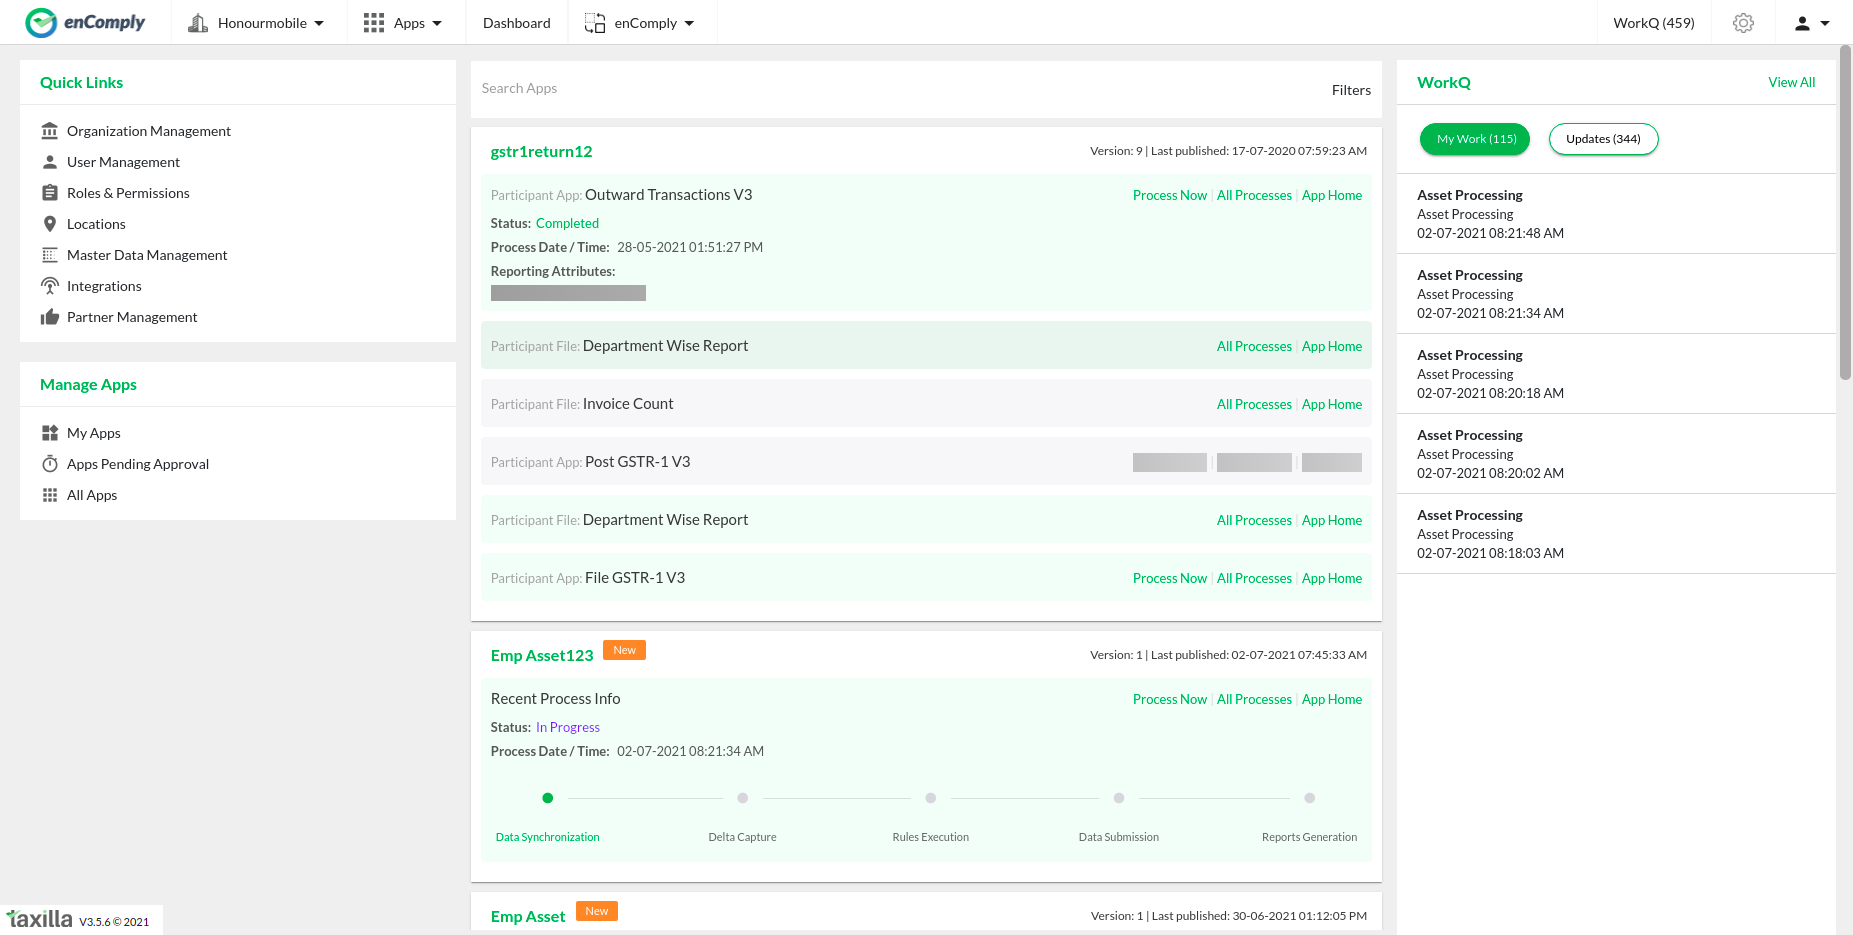 enComply
Honourmobile
Apps
Dashboard
enComply
WorkQ (459)
Quick Links
Organization Management
User Management
Roles & Permissions
Locations
Master Data Management
Integrations
Partner Management
Manage Apps
My Apps
Apps Pending Approval
All Apps
Search Apps
Filters
gstr1return12
Version: 9 | Last published: 17-07-2020 07:59:23 AM
Participant App: Outward Transactions V3
Process Now | All Processes | App Home
Status: Completed
Process Date / Time: 28-05-2021 01:51:27 PM
Reporting Attributes:
Participant File: Department Wise Report
All Processes | App Home
Participant File: Invoice Count
All Processes | App Home
Participant App: Post GSTR-1 V3
Participant File: Department Wise Report
All Processes | App Home
Participant App: File GSTR-1 V3
Process Now | All Processes | App Home
Emp Asset123 New
Version: 1 | Last published: 02-07-2021 07:45:33 AM
Recent Process Info
Process Now | All Processes | App Home
Status: In Progress
Process Date / Time: 02-07-2021 08:21:34 AM
Data Synchronization
Delta Capture
Rules Execution
Data Submission
Reports Generation
Emp Asset New
Version: 1 | Last published: 30-06-2021 01:12:05 PM
WorkQ
View All
My Work (115)
Updates (344)
Asset Processing
Asset Processing
02-07-2021 08:21:48 AM
Asset Processing
Asset Processing
02-07-2021 08:21:34 AM
Asset Processing
Asset Processing
02-07-2021 08:20:18 AM
Asset Processing
Asset Processing
02-07-2021 08:20:02 AM
Asset Processing
Asset Processing
02-07-2021 08:18:03 AM
taxilla V3.5.6 © 2021